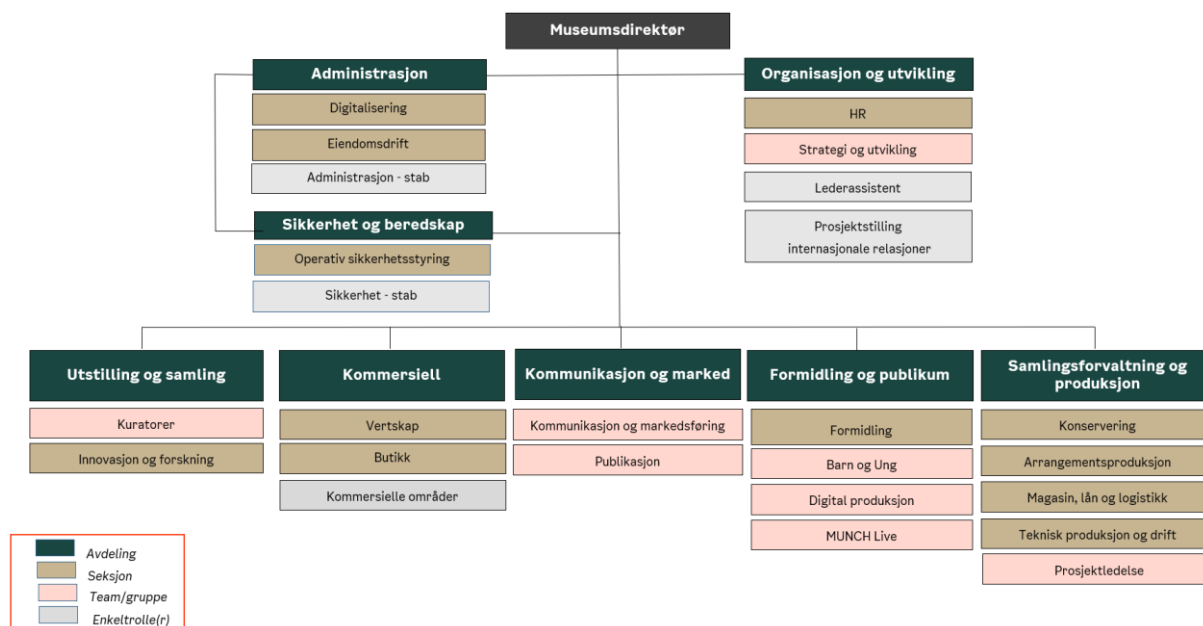 Museumsdirektør
Administrasjon
Digitalisering
Eiendomsdrift
Administrasjon - stab
Sikkerhet og beredskap
Operativ sikkerhetsstyring
Sikkerhet - stab
Organisasjon og utvikling
HR
Strategi og utvikling
Lederassistent
Prosjektstilling
internasjonale relasjoner
Utstilling og samling
Kuratorer
Innovasjon og forskning
Kommersiell
Vertskap
Butikk
Kommersielle områder
Kommunikasjon og marked
Kommunikasjon og markedsføring
Publikasjon
Formidling og publikum
Formidling
Barn og Ung
Digital produksjon
MUNCH Live
Samlingsforvaltning og
produksjon
Konservering
Arrangementsproduksjon
Magasin, lån og logistikk
Teknisk produksjon og drift
Prosjektledelse
Avdeling
Seksjon
Team/gruppe
Enkeltrolle(r)